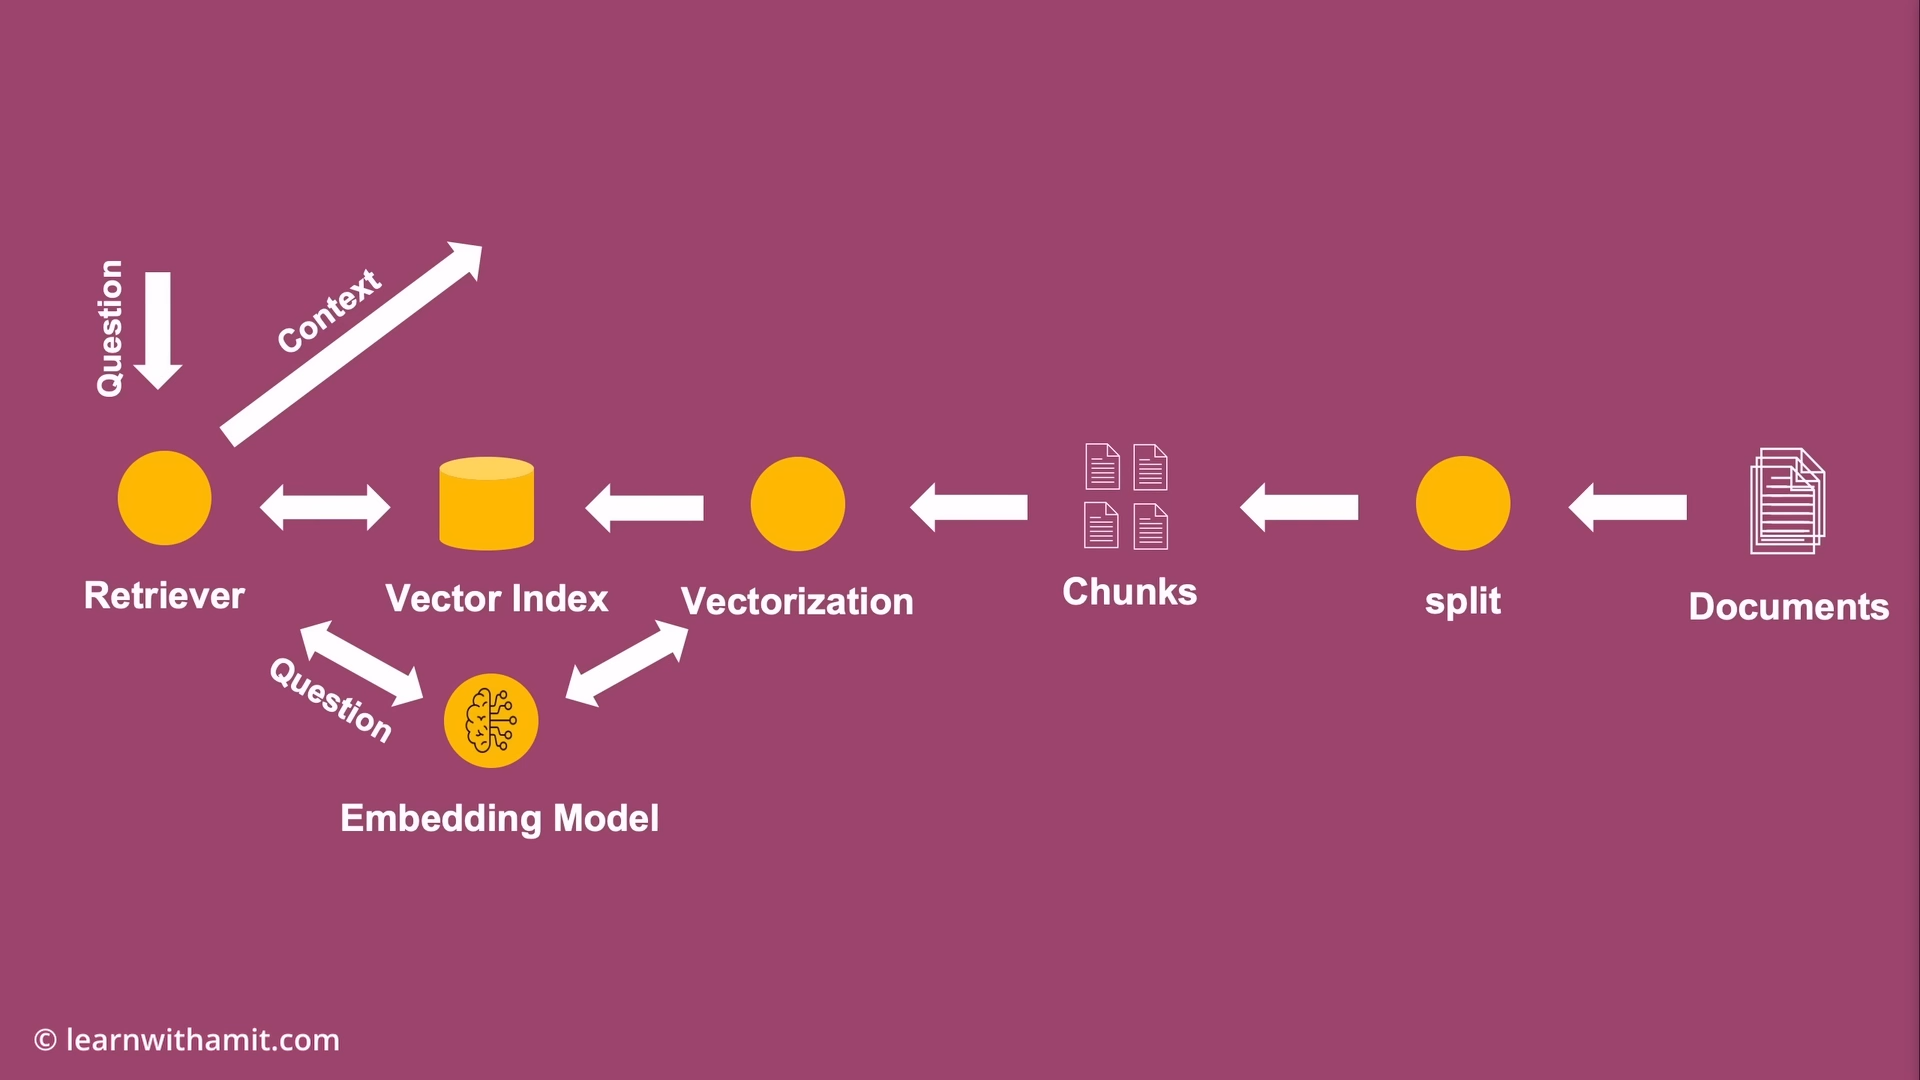 Question
Context
Retriever
Vector Index
Vectorization
Chunks
split
Documents
Question
Embedding Model
© learnwithamit.com